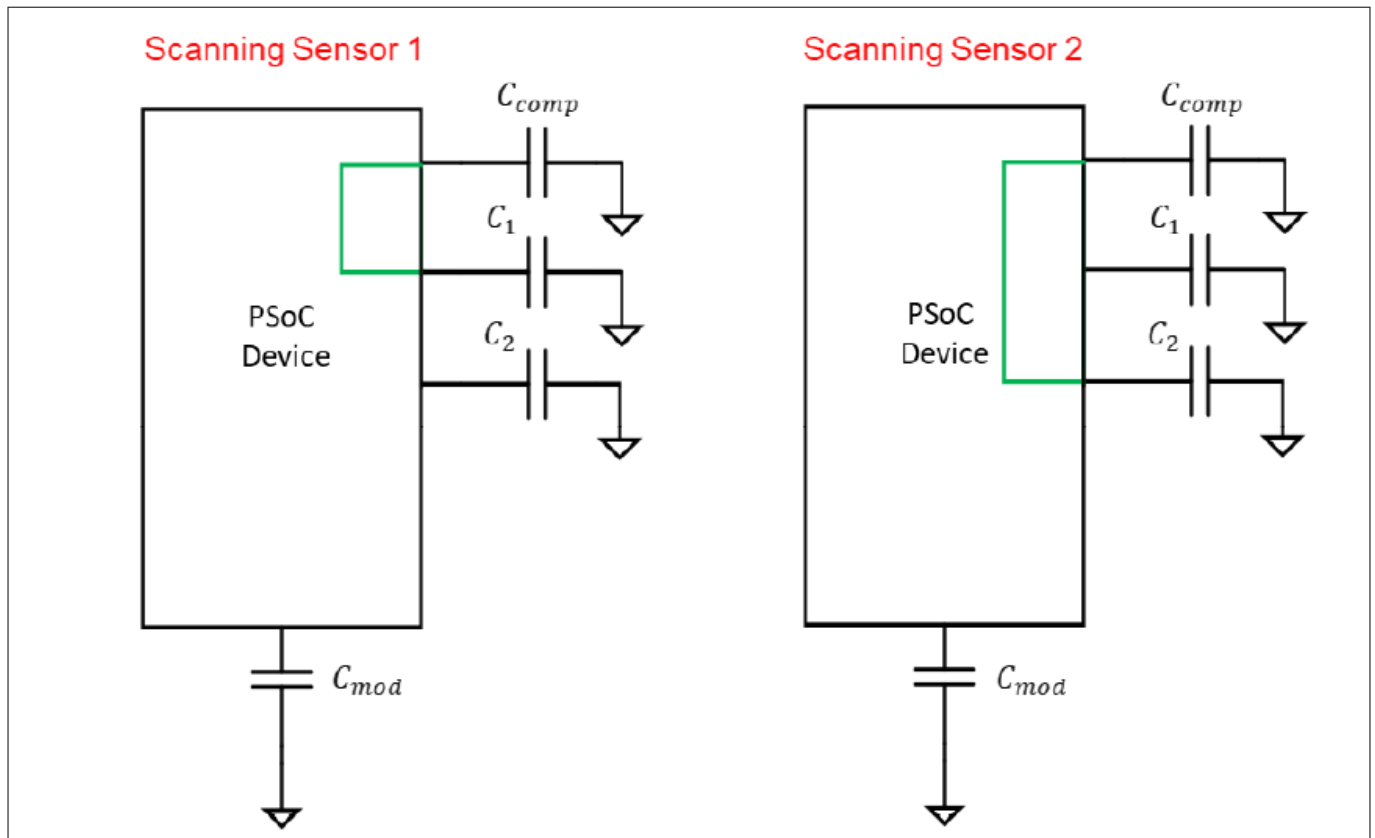 Scanning Sensor 1
C_comp
C_1
C_2
PSoC
Device
C_mod
Scanning Sensor 2
C_comp
C_1
C_2
PSoC
Device
C_mod